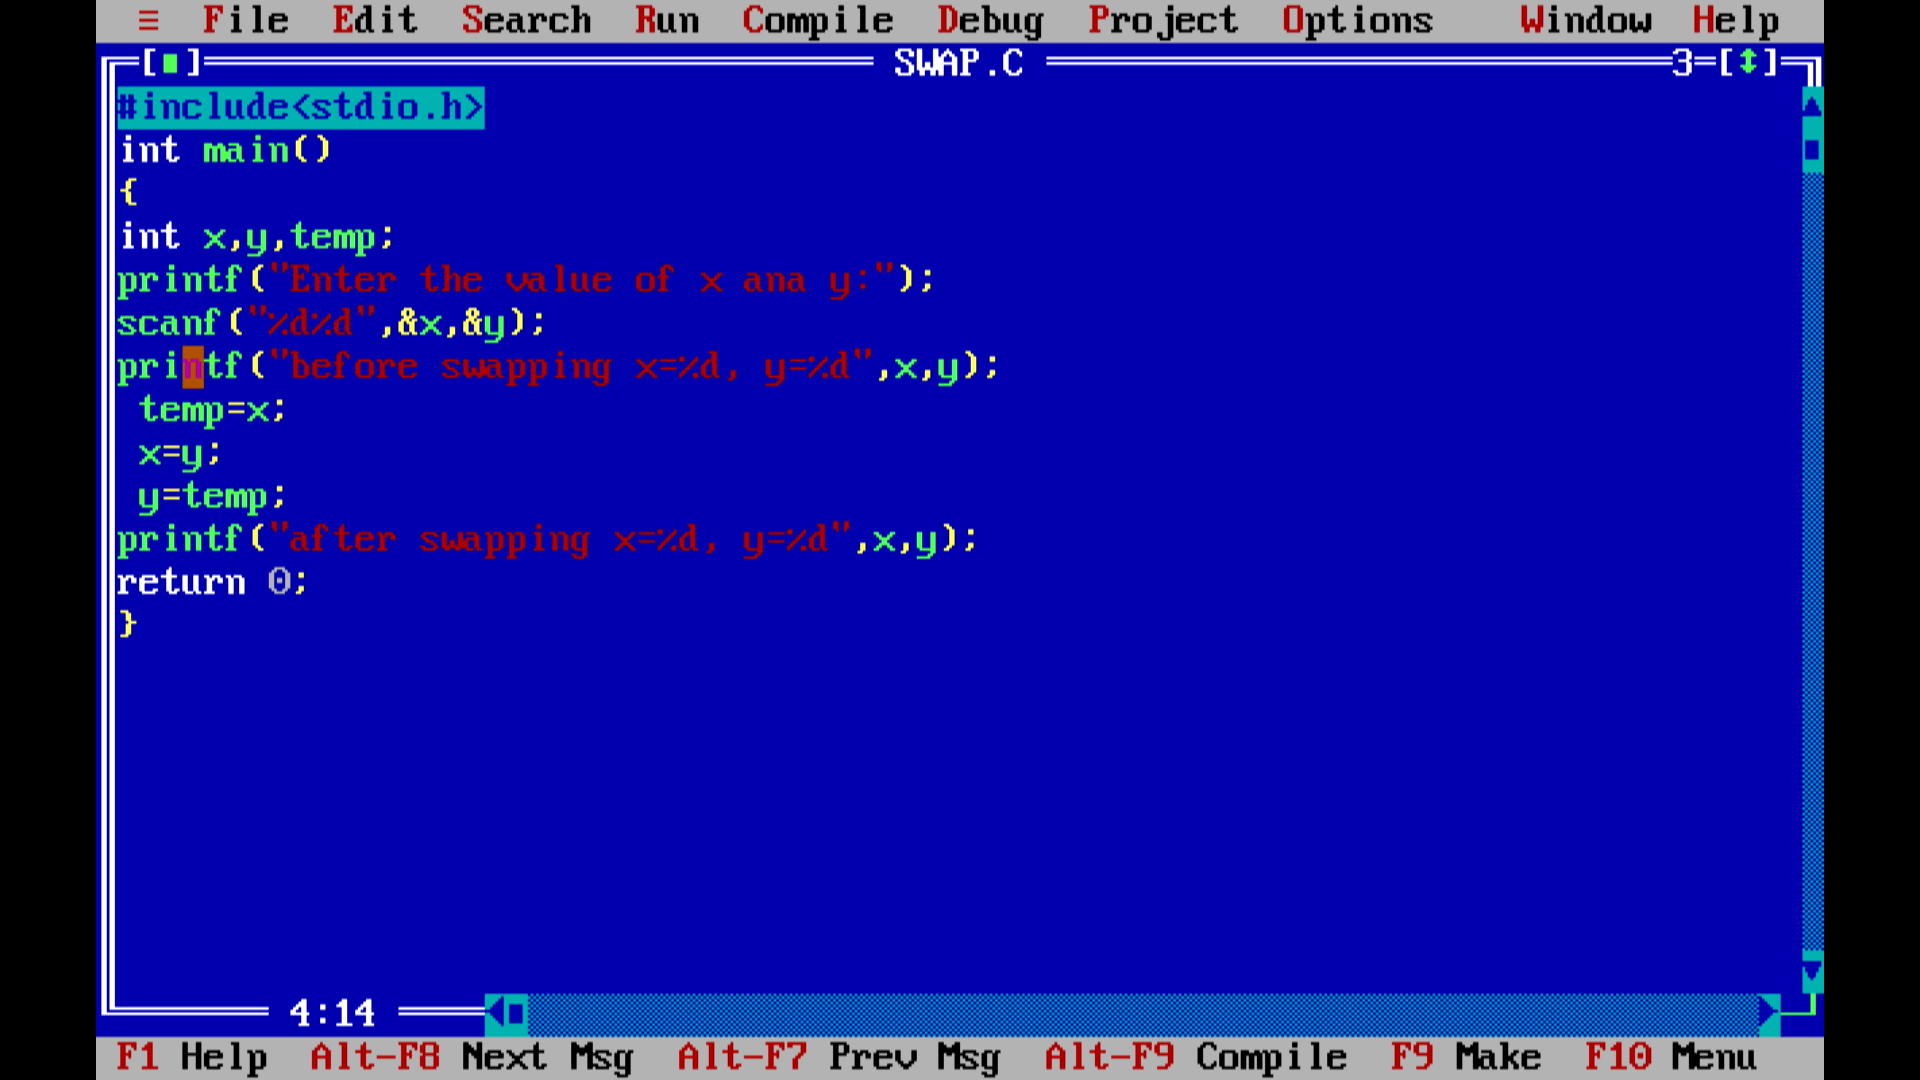 ≡ File Edit Search Run Compile Debug Project Options Window Help
[■] SWAP.C 3=[↕]
#include<stdio.h>
int main()
{
int x,y,temp;
printf("Enter the value of x ana y:");
scanf("%d%d",&x,&y);
printf("before swapping x=%d, y=%d",x,y);
 temp=x;
 x=y;
 y=temp;
printf("after swapping x=%d, y=%d",x,y);
return 0;
}
4:14
F1 Help Alt-F8 Next Msg Alt-F7 Prev Msg Alt-F9 Compile F9 Make F10 Menu